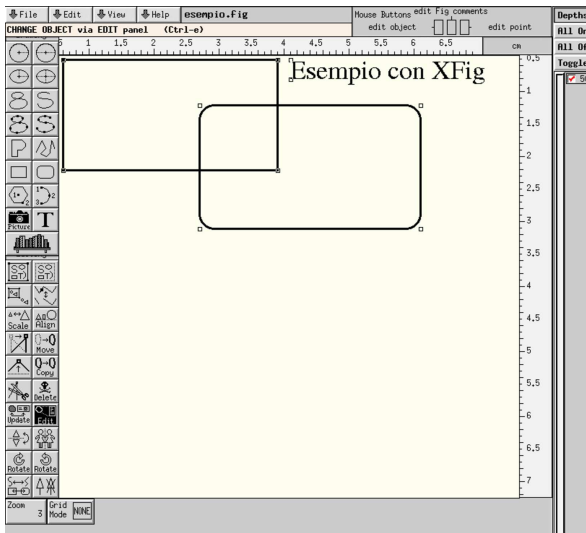 File Edit View Help esempio.fig
Mouse Buttons edit Fig comments
edit object edit point
CHANGE OBJECT via EDIT panel (Ctrl-e)
Depths
All On
All Of
Toggle
5 1 1,5 2 2,5 3 3,5 4 4,5 5 5,5 6 6,5 cm
0.5
1
1.5
2
2.5
3
3.5
4
4.5
5
5.5
6
6.5
7
Esempio con XFig
Picture T
Scale Align
Move
Copy
Delete
Update Edit
Rotate Rotate
Zoom 3 Grid Mode NONE